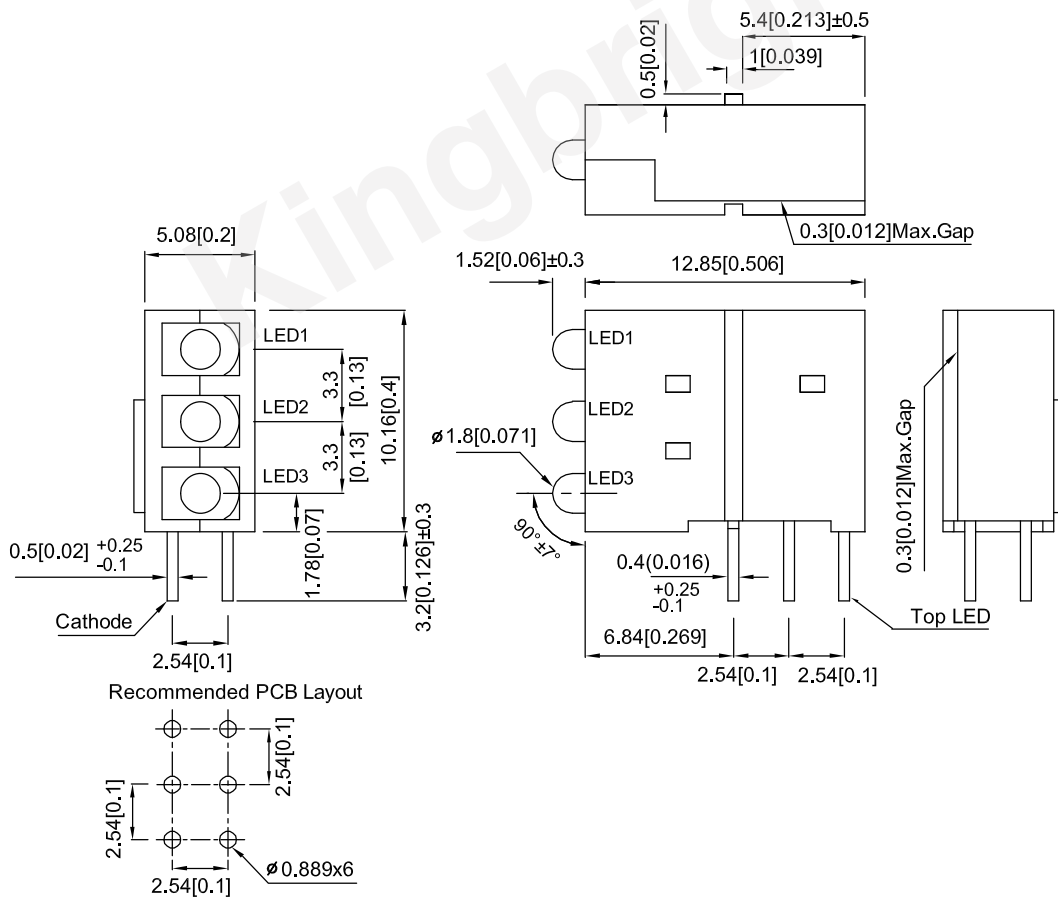 5.4[0.213]±0.5
1[0.039]
0.5[0.02]
0.3[0.012]Max.Gap
Kingbrig
5.08[0.2]
1.52[0.06]±0.3
12.85[0.506]
LED1
LED2
LED3
3.3
[0.13]
3.3
[0.13]
10.16[0.4]
1.78[0.07]
3.2[0.126]±0.3
0.5[0.02] +0.25
-0.1
Cathode
2.54[0.1]
LED1
LED2
LED3
ø1.8[0.071]
90°±7°
0.4(0.016)
+0.25
-0.1
6.84[0.269]
2.54[0.1]
2.54[0.1]
Top LED
0.3[0.012]Max.Gap
Recommended PCB Layout
2.54[0.1]
2.54[0.1]
2.54[0.1]
ø0.889x6